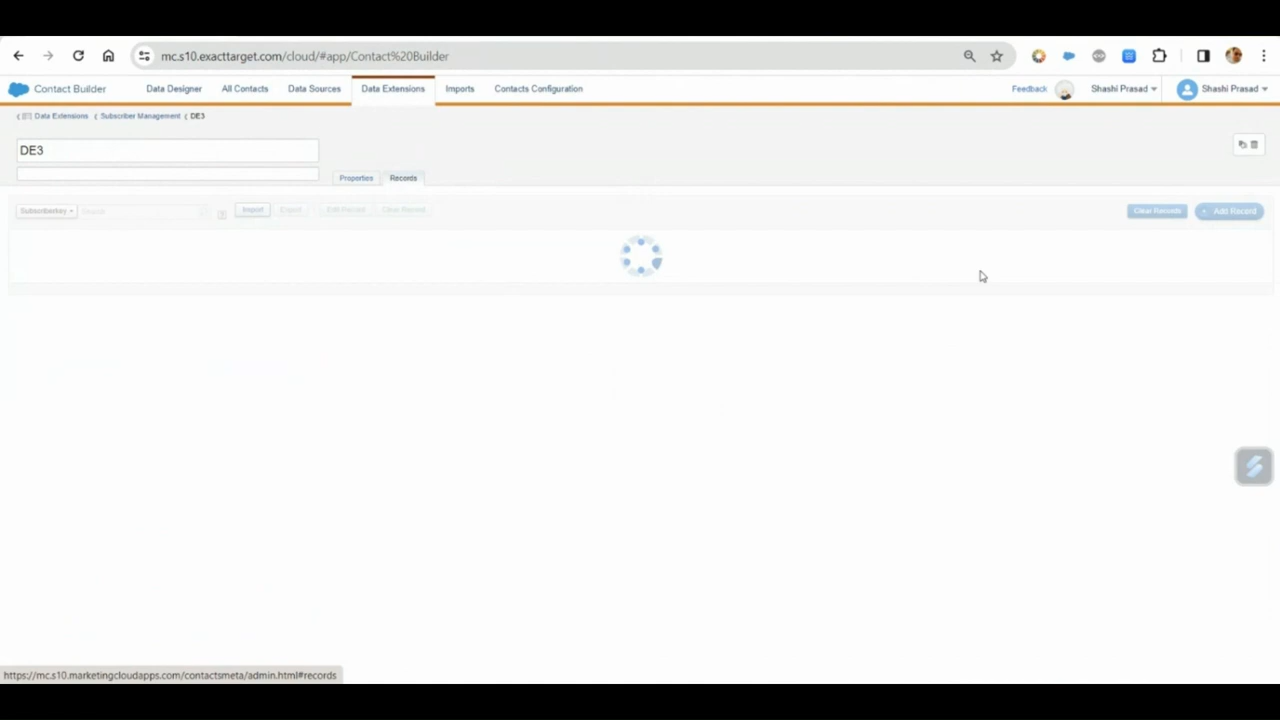 mc.s10.exacttarget.com/cloud/#app/Contact%20Builder
Contact Builder Data Designer All Contacts Data Sources Data Extensions Imports Contacts Configuration Feedback Shashi Prasad Shashi Prasad
Data Extensions Subscriber Management DE3
DE3
Properties Records
Subscriberkey Search Import Export Edit Record Clear Record Clear Records Add Record
https://mc.s10.marketingcloudapps.com/contactsmeta/admin.html#records